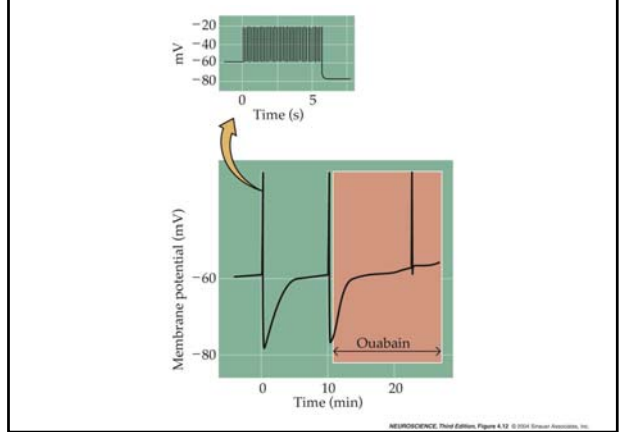 −20
−40
−60
−80
mV
0 5
Time (s)
Membrane potential (mV)
−60
−80
Ouabain
0 10 20
Time (min)
NEUROSCIENCE, Third Edition, Figure 4.12 © 2004 Sinauer Associates, Inc.